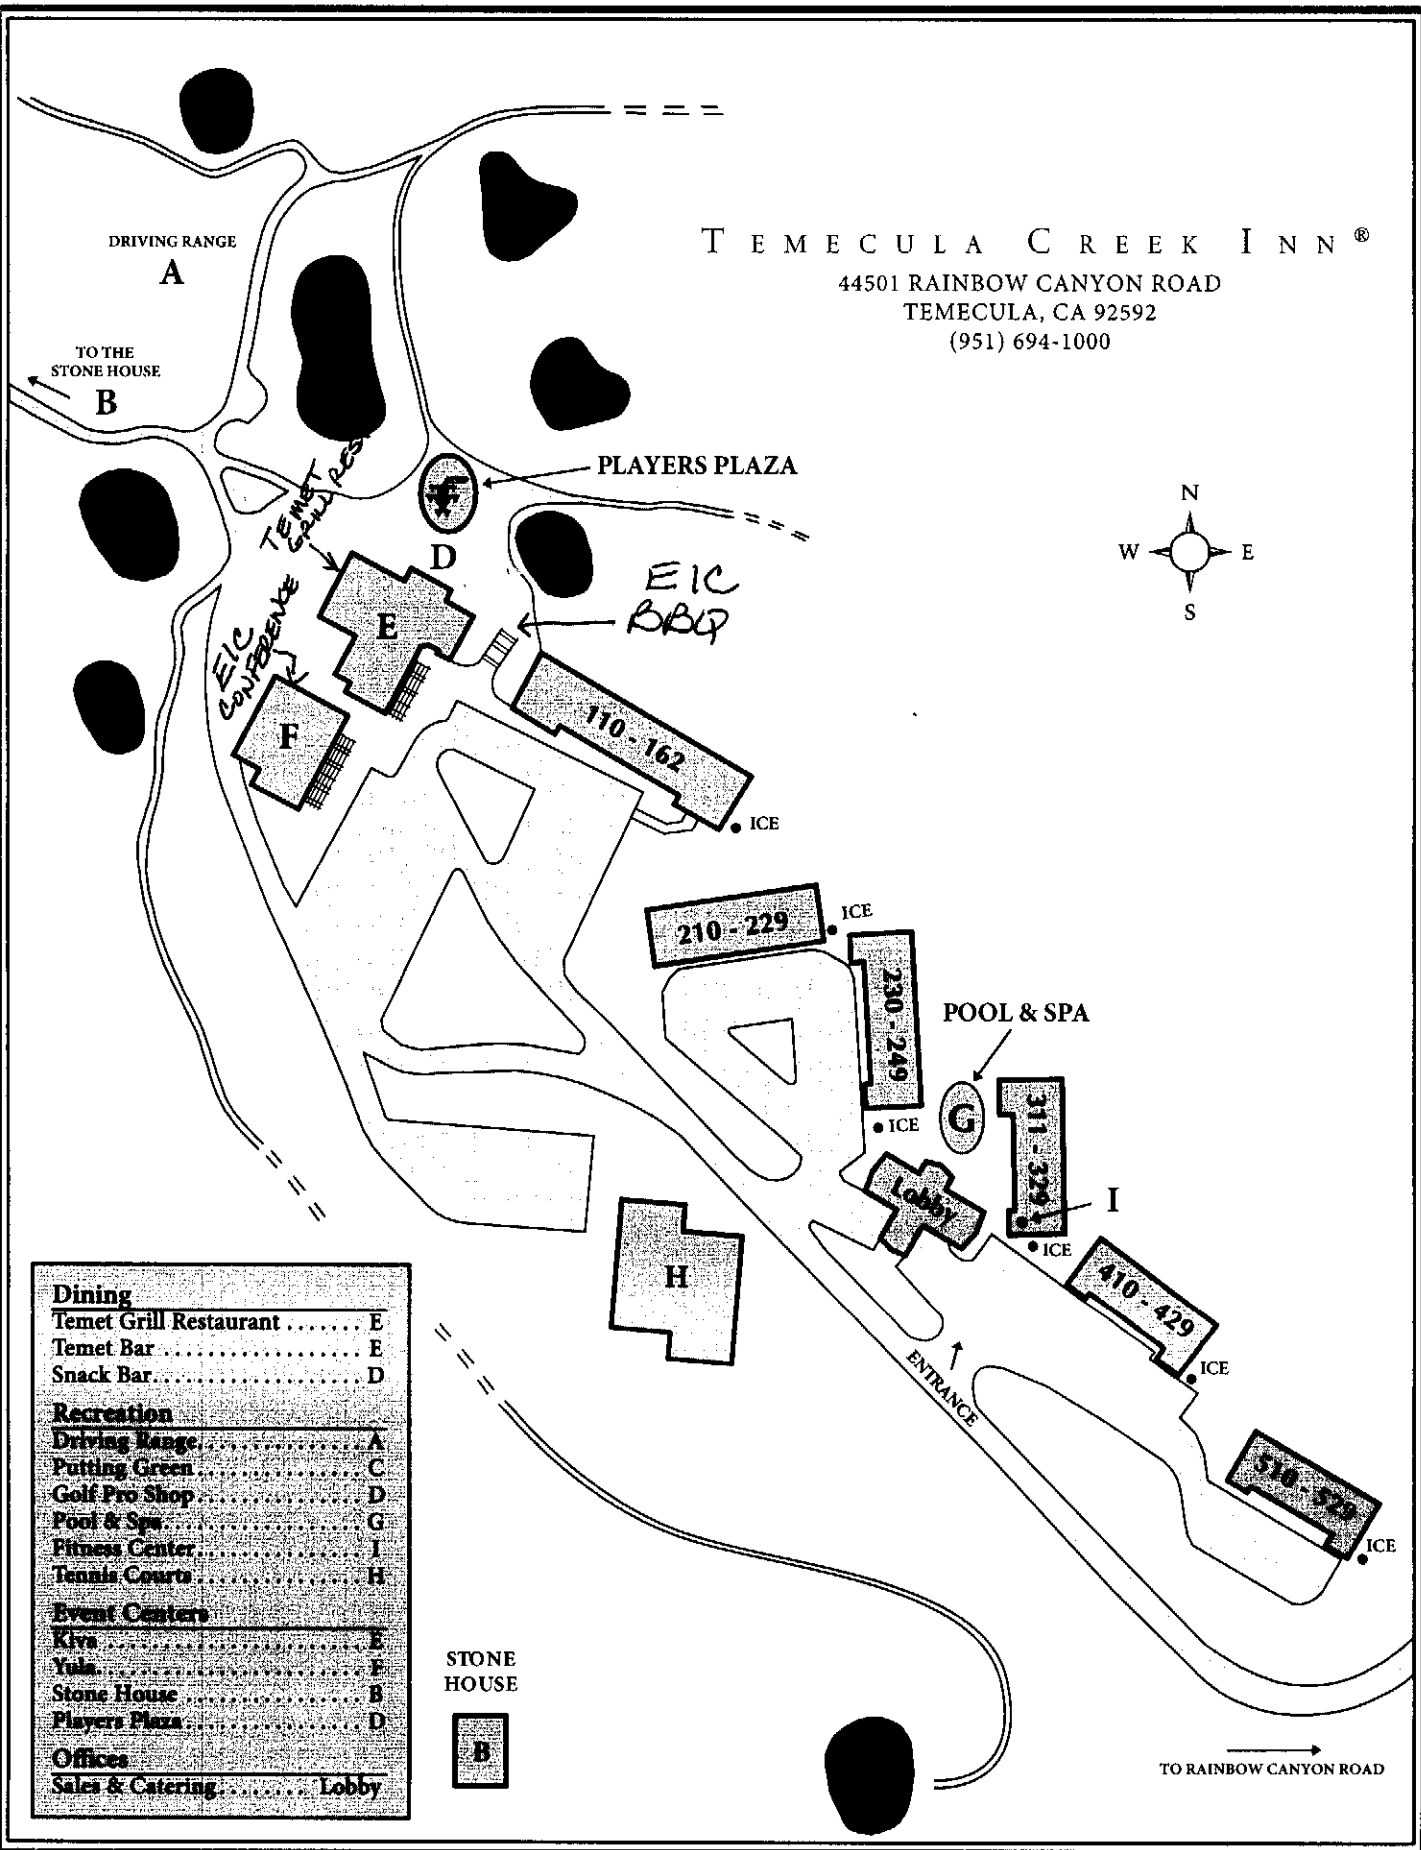 TEMECULA CREEK INN®
44501 RAINBOW CANYON ROAD
TEMECULA, CA 92592
(951) 694-1000
DRIVING RANGE
A
TO THE
STONE HOUSE
B
PLAYERS PLAZA
D
TEMET
GRILL RES.
EIC
CONFERENCE
EIC
BBQ
N
W E
S
E
F
110 - 162
ICE
210 - 229
ICE
230 - 249
ICE
POOL & SPA
G
311 - 329
I
ICE
Lobby
410 - 429
ICE
H
ENTRANCE
510 - 529
ICE
Dining
Temet Grill Restaurant ....... E
Temet Bar .................. E
Snack Bar................... D
Recreation
Driving Range............... A
Putting Green............... C
Golf Pro Shop............... D
Pool & Spa.................. G
Fitness Center............... I
Tennis Courts............... H
Event Centers
Kiva....................... E
Yula....................... F
Stone House ................ B
Players Plaza................ D
Offices
Sales & Catering........ Lobby
STONE
HOUSE
B
TO RAINBOW CANYON ROAD